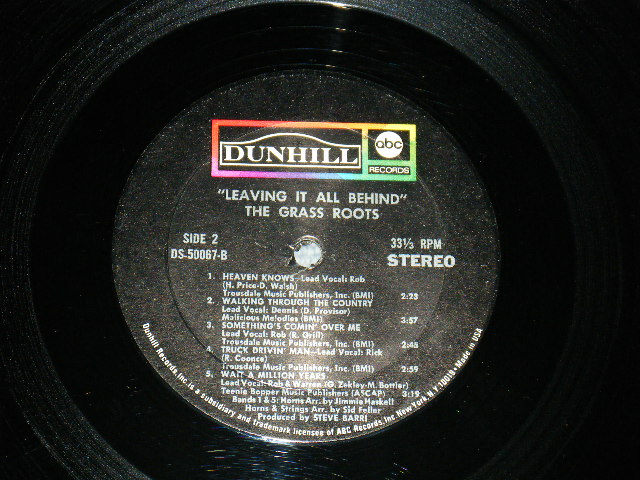 DUNHILL
abc
RECORDS
"LEAVING IT ALL BEHIND"
THE GRASS ROOTS
SIDE 2
DS-50067-B
33⅓ RPM
STEREO
1. HEAVEN KNOWS—Lead Vocal: Rob
(H. Price-D. Walsh)
Trousdale Music Publishers, Inc. (BMI) 2:23
2. WALKING THROUGH THE COUNTRY
Lead Vocal: Dennis (D. Provisor)
Malicious Melodies (BMI) 3:57
3. SOMETHING'S COMIN' OVER ME
Lead Vocal: Rob (R. Grill)
Trousdale Music Publishers, Inc. (BMI) 2:45
4. TRUCK DRIVIN' MAN—Lead Vocal: Rick
(R. Coonce)
Trousdale Music Publishers, Inc. (BMI) 2:59
5. WAIT A MILLION YEARS
Lead Vocal: Rob & Warren (G. Zekley-M. Bottler)
Teenie Bopper Music Publishers (ASCAP) 3:19
Bands 1 & 5: Horns Arr. by Jimmie Haskell
Horns & Strings Arr. by Sid Feller
Produced by STEVE BARRI
Dunhill Records Inc. is a subsidiary and trademark licensee of ABC Records Inc. New York, N.Y. 10019 • Made in USA